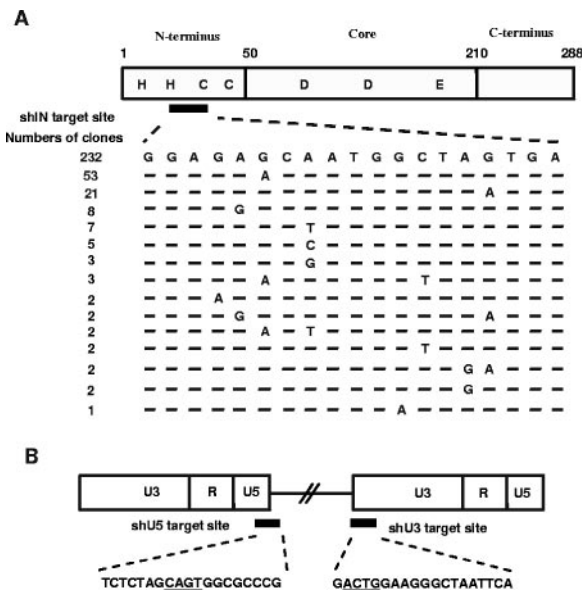 A
N-terminus Core C-terminus
1 50 210 288
H H C C D D E
shIN target site
Numbers of clones
232 G G A G A G C A A T G G C T A G T G A
53 A
21 A
8 G
7 T
5 C
3 G
3 A T
2 A
2 G A
2 A T
2 T
2 G A
2 G
1 A
B
U3 R U5 U3 R U5
shU5 target site shU3 target site
TCTCTAGCAGTGGCGCCCG GACTGGAAGGGCTAATTCA